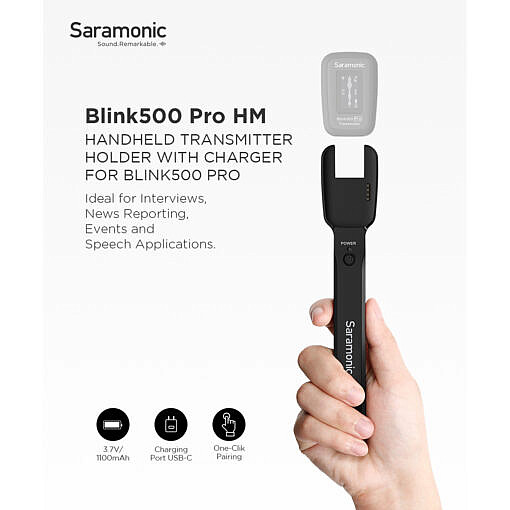 Saramonic
Sound.Remarkable.
Saramonic
Blink500 Pro HM
HANDHELD TRANSMITTER
HOLDER WITH CHARGER
FOR BLINK500 PRO
Ideal for Interviews,
News Reporting,
Events and
Speech Applications.
POWER
Saramonic
3.7V/
1100mAh
Charging
Port USB-C
One-Clik
Pairing